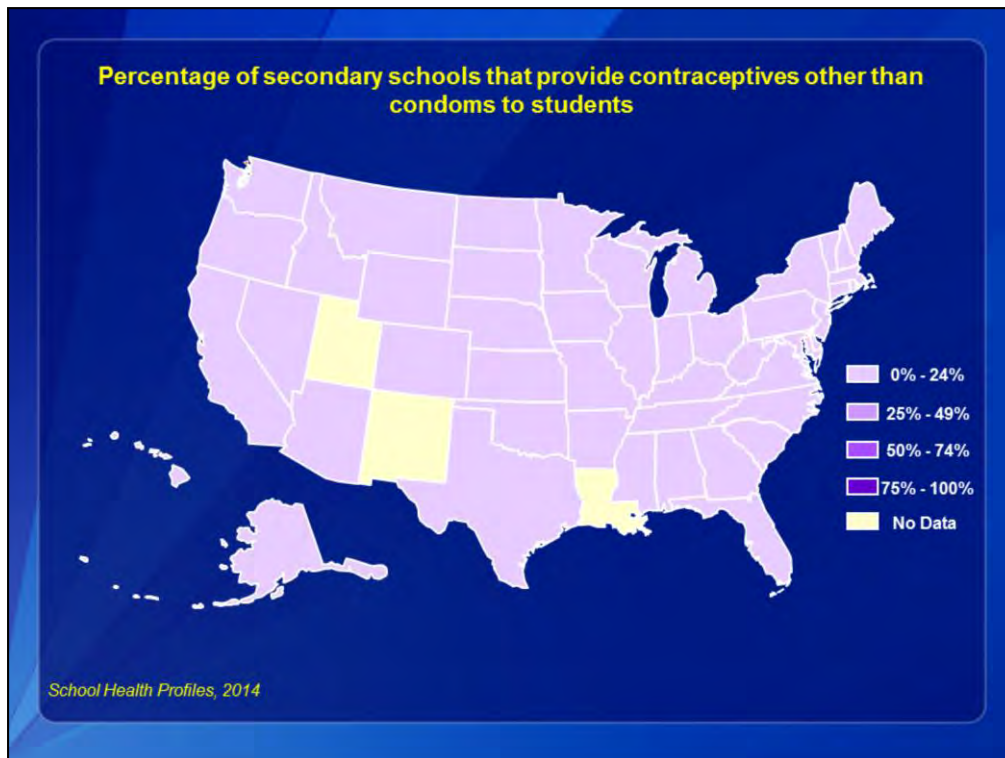 Percentage of secondary schools that provide contraceptives other than
condoms to students
0% - 24%
25% - 49%
50% - 74%
75% - 100%
No Data
School Health Profiles, 2014